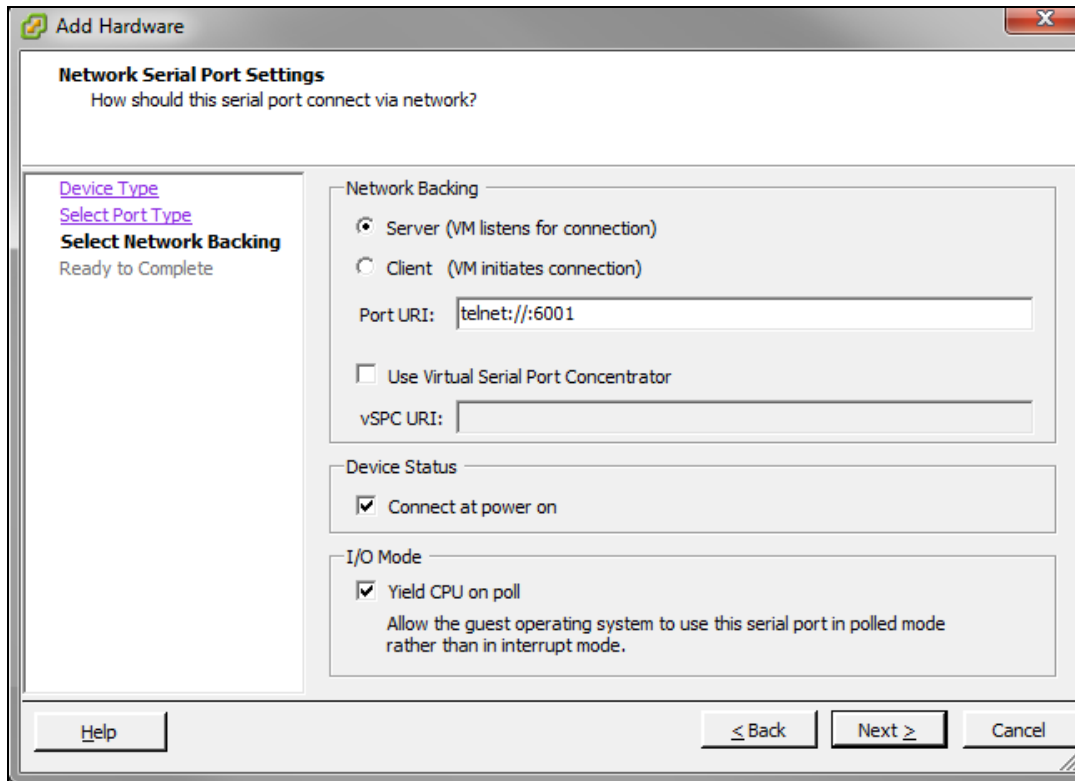 Add Hardware
Network Serial Port Settings
How should this serial port connect via network?
Device Type
Select Port Type
Select Network Backing
Ready to Complete
Network Backing
Server (VM listens for connection)
Client (VM initiates connection)
Port URI: telnet://:6001
Use Virtual Serial Port Concentrator
vSPC URI:
Device Status
Connect at power on
I/O Mode
Yield CPU on poll
Allow the guest operating system to use this serial port in polled mode
rather than in interrupt mode.
Help
< Back
Next >
Cancel